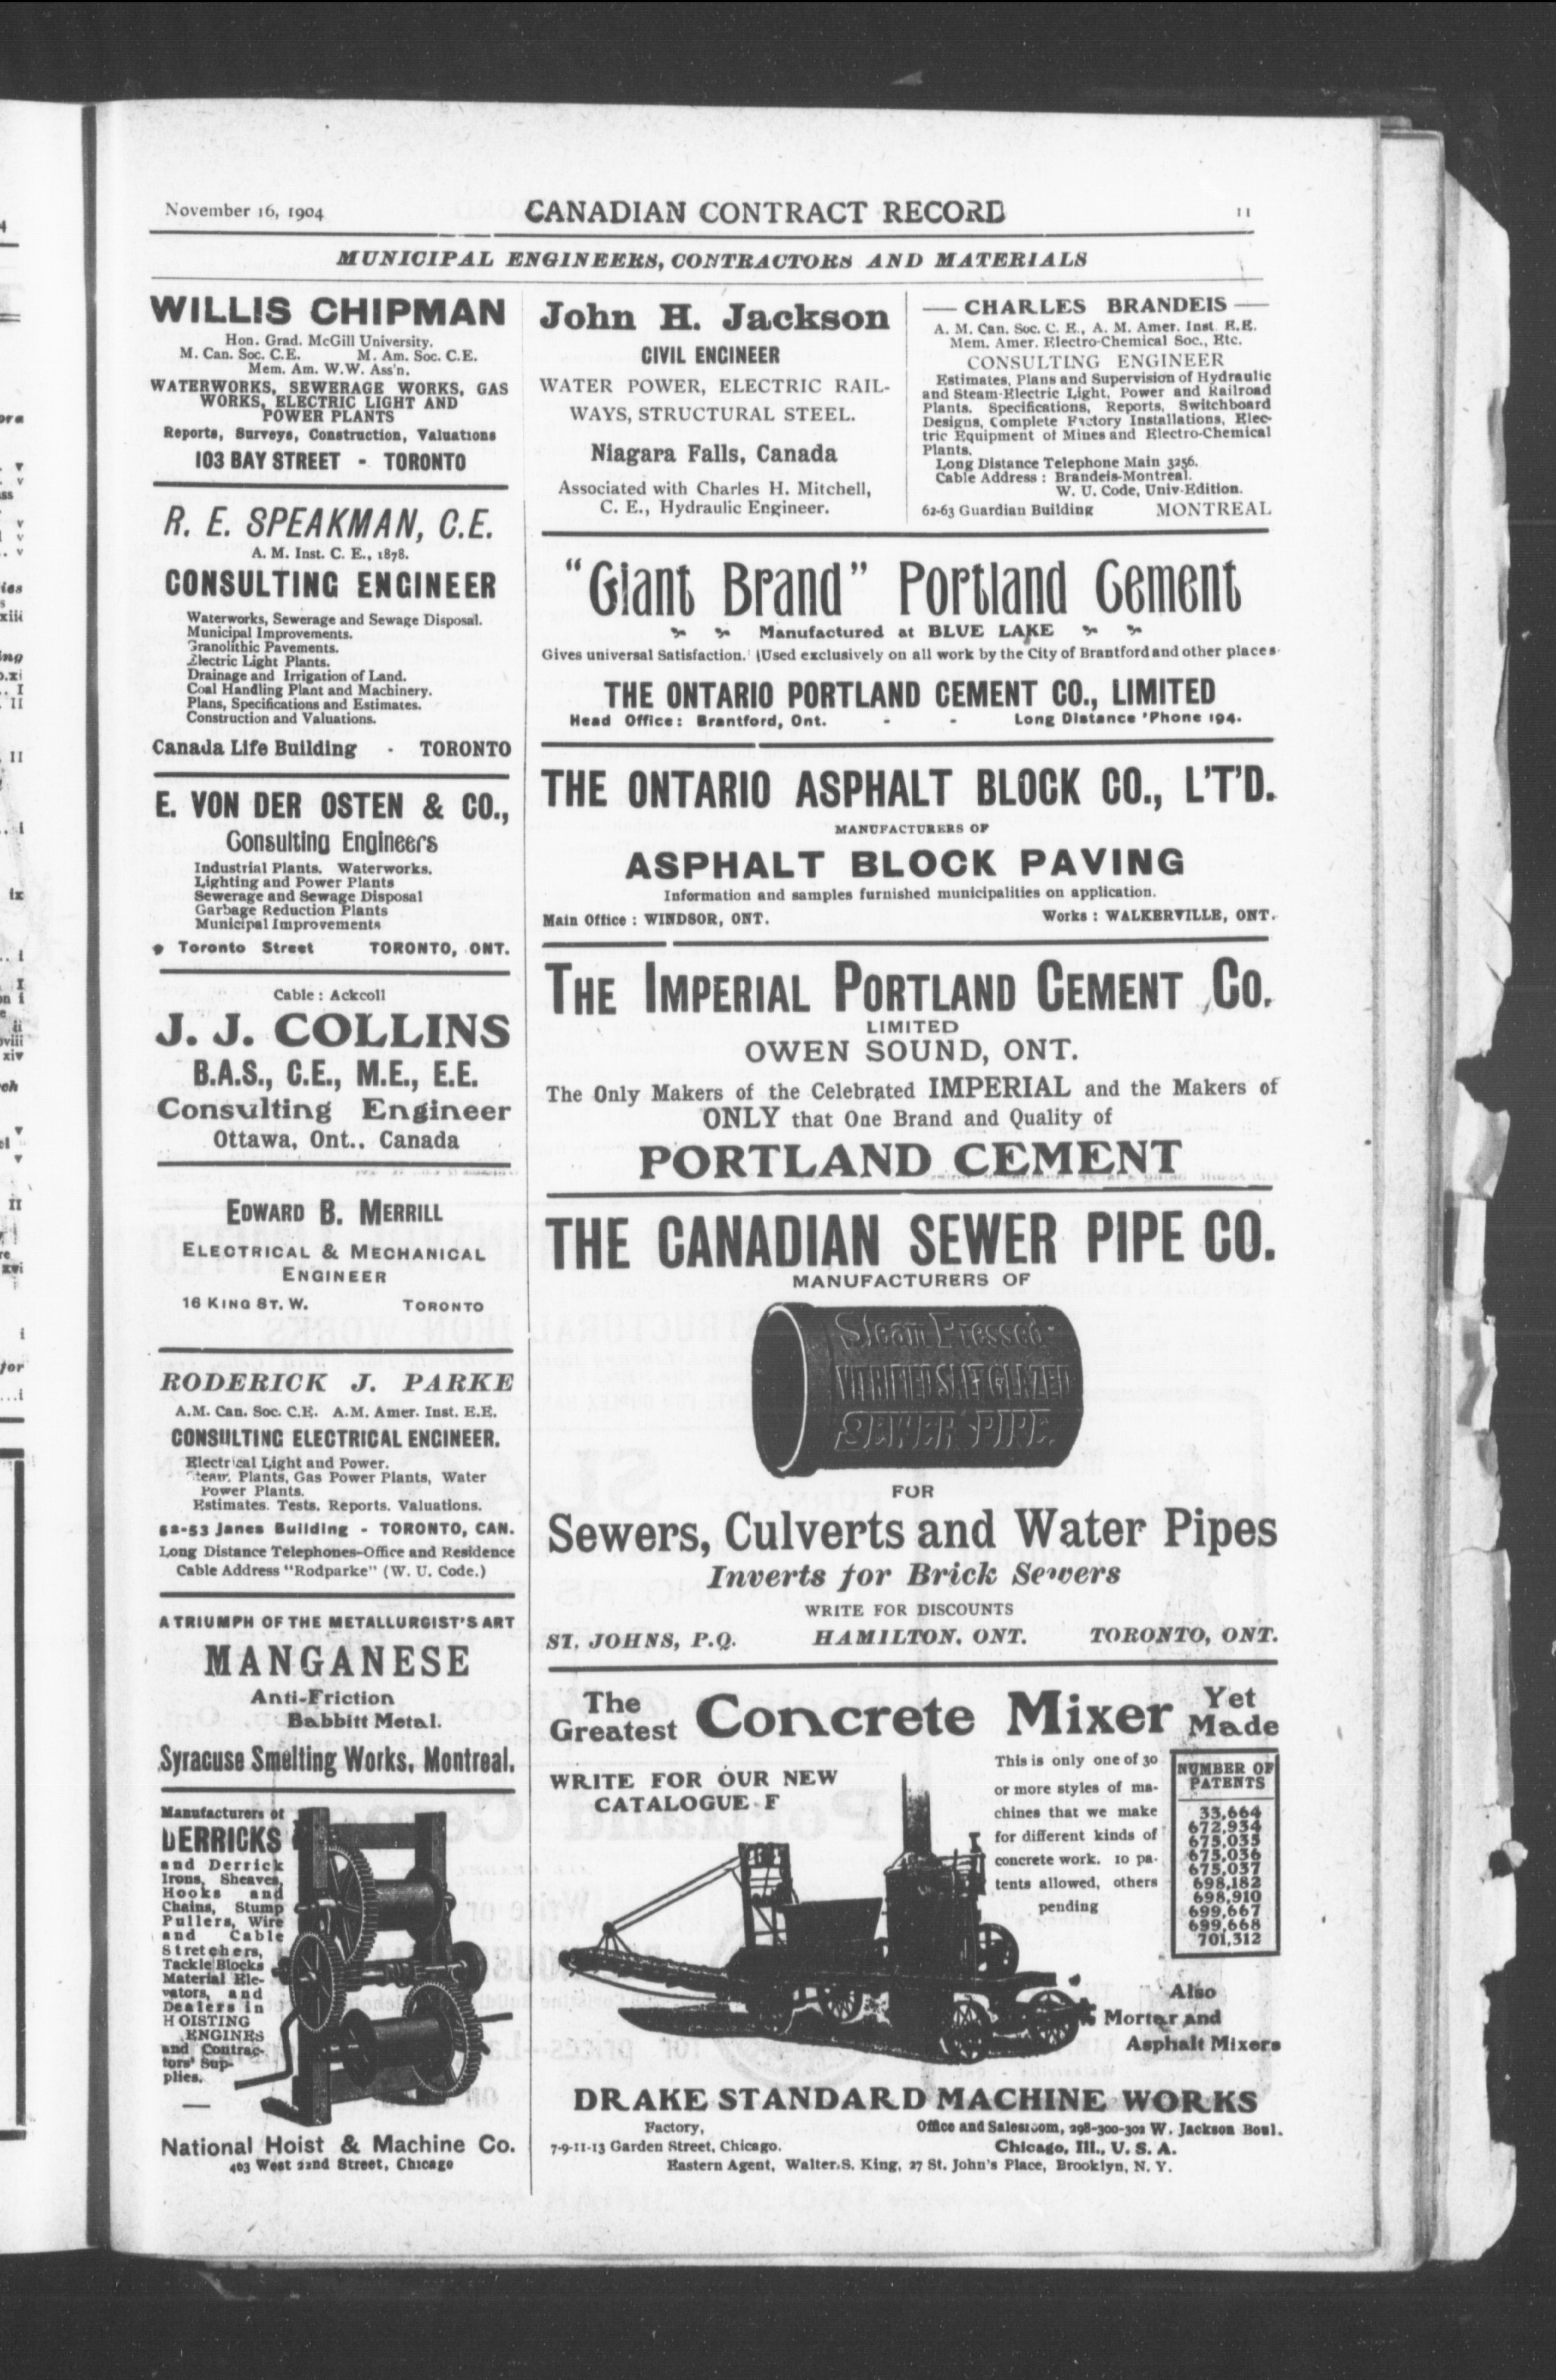 November 16, 1904
CANADIAN CONTRACT RECORD
11
MUNICIPAL ENGINEERS, CONTRACTORS AND MATERIALS
WILLIS CHIPMAN
Hon. Grad. McGill University.
M. Can. Soc. C.E. M. Am. Soc. C.E.
Mem. Am. W.W. Ass'n.
WATERWORKS, SEWERAGE WORKS, GAS
WORKS, ELECTRIC LIGHT AND
POWER PLANTS
Reports, Surveys, Construction, Valuations
103 BAY STREET - TORONTO
R. E. SPEAKMAN, C.E.
A. M. Inst. C. E., 1878.
CONSULTING ENGINEER
Waterworks, Sewerage and Sewage Disposal.
Municipal Improvements.
Granolithic Pavements.
Electric Light Plants.
Drainage and Irrigation of Land.
Coal Handling Plant and Machinery.
Plans, Specifications and Estimates.
Construction and Valuations.
Canada Life Building - TORONTO
E. VON DER OSTEN & CO.,
Consulting Engineers
Industrial Plants. Waterworks.
Lighting and Power Plants
Sewerage and Sewage Disposal
Garbage Reduction Plants
Municipal Improvements
9 Toronto Street TORONTO, ONT.
Cable : Ackcoll
J. J. COLLINS
B.A.S., C.E., M.E., E.E.
Consulting Engineer
Ottawa, Ont.. Canada
EDWARD B. MERRILL
ELECTRICAL & MECHANICAL
ENGINEER
16 KING ST. W. TORONTO
RODERICK J. PARKE
A.M. Can. Soc. C.E. A.M. Amer. Inst. E.E.
CONSULTING ELECTRICAL ENGINEER.
Electrical Light and Power.
Steam Plants, Gas Power Plants, Water
Power Plants.
Estimates. Tests. Reports. Valuations.
52-53 Janes Building - TORONTO, CAN.
Long Distance Telephones-Office and Residence
Cable Address "Rodparke" (W. U. Code.)
A TRIUMPH OF THE METALLURGIST'S ART
MANGANESE
Anti-Friction
Babbitt Metal.
Syracuse Smelting Works, Montreal.
Manufacturers of
DERRICKS
and Derrick
Irons, Sheaves,
Hooks and
Chains, Stump
Pullers, Wire
and Cable
Stretchers,
Tackle Blocks
Material Ele-
vators, and
Dealers in
HOISTING
ENGINES
and Contrac-
tors' Sup-
plies.
National Hoist & Machine Co.
403 West 22nd Street, Chicago
John H. Jackson
CIVIL ENGINEER
WATER POWER, ELECTRIC RAIL-
WAYS, STRUCTURAL STEEL.
Niagara Falls, Canada
Associated with Charles H. Mitchell,
C. E., Hydraulic Engineer.
CHARLES BRANDEIS
A. M. Can. Soc. C. E., A. M. Amer. Inst. E.E.
Mem. Amer. Electro-Chemical Soc., Etc.
CONSULTING ENGINEER
Estimates, Plans and Supervision of Hydraulic
and Steam-Electric Light, Power and Railroad
Plants. Specifications, Reports, Switchboard
Designs, Complete Factory Installations, Elec-
tric Equipment of Mines and Electro-Chemical
Plants.
Long Distance Telephone Main 3256.
Cable Address : Brandeis-Montreal.
W. U. Code, Univ-Edition.
62-63 Guardian Building MONTREAL
"Giant Brand" Portland Cement
Manufactured at BLUE LAKE
Gives universal Satisfaction. Used exclusively on all work by the City of Brantford and other places
THE ONTARIO PORTLAND CEMENT CO., LIMITED
Head Office: Brantford, Ont. - - Long Distance 'Phone 194.
THE ONTARIO ASPHALT BLOCK CO., L'T'D.
MANUFACTURERS OF
ASPHALT BLOCK PAVING
Information and samples furnished municipalities on application.
Main Office : WINDSOR, ONT. Works : WALKERVILLE, ONT.
THE IMPERIAL PORTLAND CEMENT CO.
LIMITED
OWEN SOUND, ONT.
The Only Makers of the Celebrated IMPERIAL and the Makers of
ONLY that One Brand and Quality of
PORTLAND CEMENT
THE CANADIAN SEWER PIPE CO.
MANUFACTURERS OF
Steam Pressed
VITRIFIED SALT GLAZED
SEWER PIPE.
FOR
Sewers, Culverts and Water Pipes
Inverts for Brick Sewers
WRITE FOR DISCOUNTS
ST. JOHNS, P.Q. HAMILTON, ONT. TORONTO, ONT.
The
Greatest Concrete Mixer Yet
Made
WRITE FOR OUR NEW
CATALOGUE F
This is only one of 30
or more styles of ma-
chines that we make
for different kinds of
concrete work. 10 pa-
tents allowed, others
pending
NUMBER OF
PATENTS
33,664
672,934
675,035
675,036
675,037
698,182
698,910
699,667
699,668
701,312
Also
Morter and
Asphalt Mixers
DRAKE STANDARD MACHINE WORKS
Factory,
7-9-11-13 Garden Street, Chicago.
Office and Salesroom, 298-300-302 W. Jackson Boul.
Chicago, Ill., U. S. A.
Eastern Agent, Walter S. King, 27 St. John's Place, Brooklyn, N. Y.